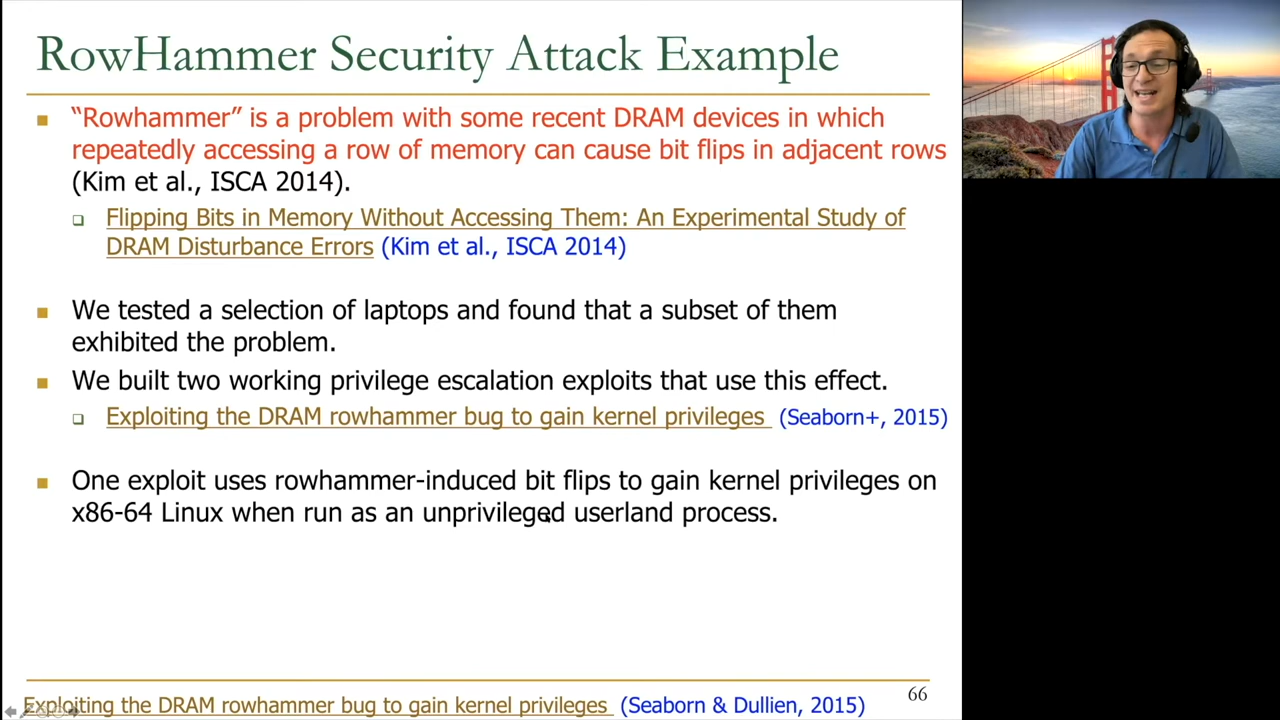 RowHammer Security Attack Example
“Rowhammer” is a problem with some recent DRAM devices in which
repeatedly accessing a row of memory can cause bit flips in adjacent rows
(Kim et al., ISCA 2014).
Flipping Bits in Memory Without Accessing Them: An Experimental Study of
DRAM Disturbance Errors (Kim et al., ISCA 2014)
We tested a selection of laptops and found that a subset of them
exhibited the problem.
We built two working privilege escalation exploits that use this effect.
Exploiting the DRAM rowhammer bug to gain kernel privileges (Seaborn+, 2015)
One exploit uses rowhammer-induced bit flips to gain kernel privileges on
x86-64 Linux when run as an unprivileged userland process.
66
Exploiting the DRAM rowhammer bug to gain kernel privileges (Seaborn & Dullien, 2015)